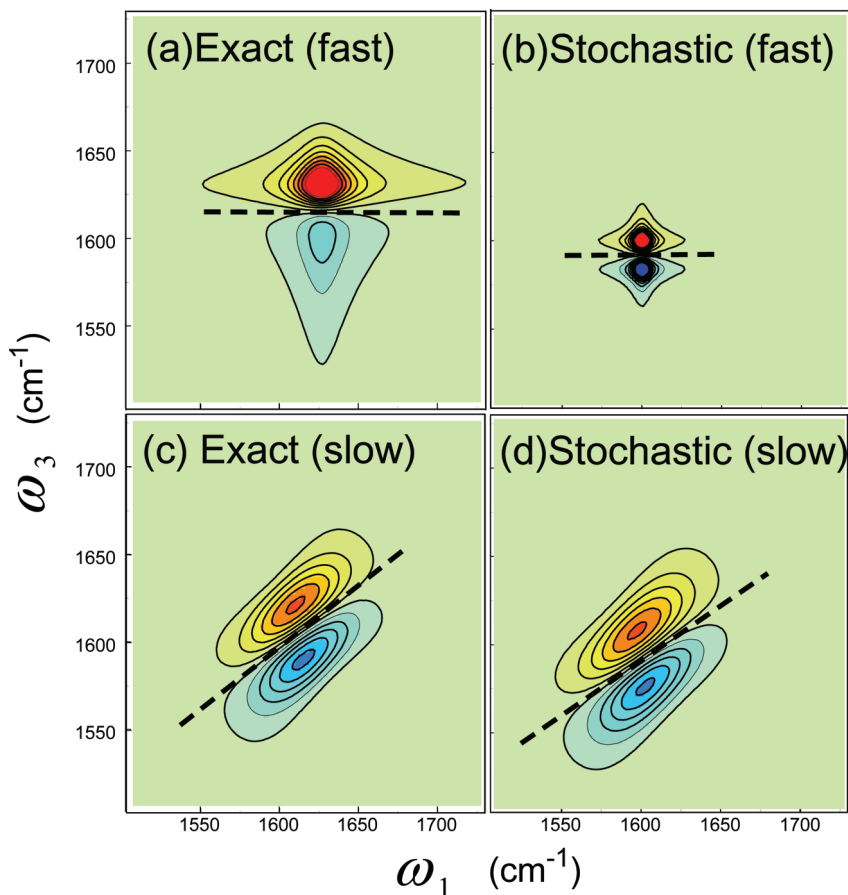 (a)Exact (fast)
(b)Stochastic (fast)
1700
1650
1600
1550
(c) Exact (slow)
(d)Stochastic (slow)
1700
1650
1600
1550
ω3 (cm-1)
1550 1600 1650 1700
1550 1600 1650 1700
ω1 (cm-1)